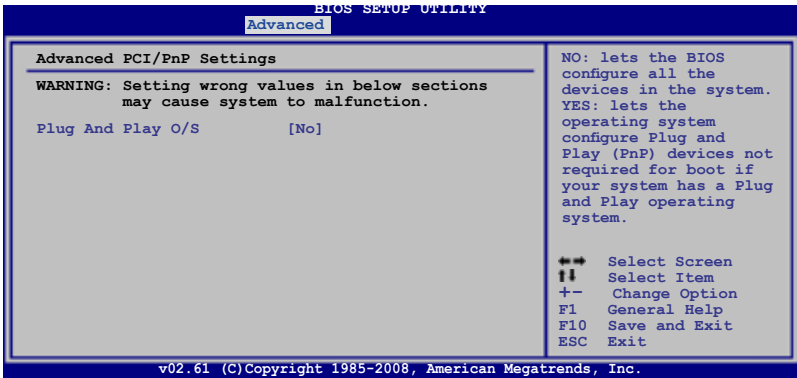 BIOS SETUP UTILITY
Advanced
Advanced PCI/PnP Settings
WARNING: Setting wrong values in below sections
may cause system to malfunction.
Plug And Play O/S [No]
NO: lets the BIOS
configure all the
devices in the system.
YES: lets the
operating system
configure Plug and
Play (PnP) devices not
required for boot if
your system has a Plug
and Play operating
system.
←→ Select Screen
↑↓ Select Item
+- Change Option
F1 General Help
F10 Save and Exit
ESC Exit
v02.61 (C)Copyright 1985-2008, American Megatrends, Inc.